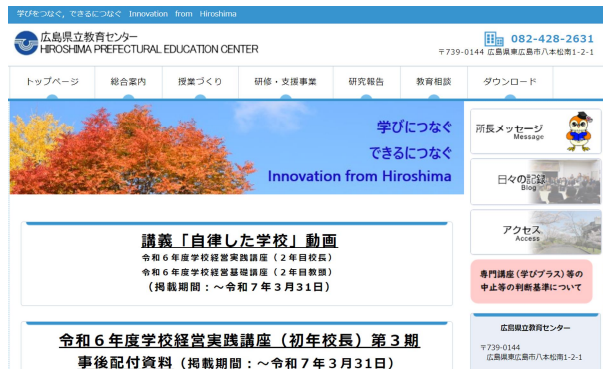 学びをつなぐ，できるにつなぐ Innovation from Hiroshima
広島県立教育センター
HIROSHIMA PREFECTURAL EDUCATION CENTER
082-428-2631
〒739-0144 広島県東広島市八本松南1-2-1
トップページ
総合案内
授業づくり
研修・支援事業
研究報告
教育相談
ダウンロード
学びにつなぐ
できるにつなぐ
Innovation from Hiroshima
所長メッセージ
Message
日々の記録
Blog
アクセス
Access
専門講座(学びプラス)等の
中止等の判断基準について
講義「自律した学校」動画
令和６年度学校経営実践講座（２年目校長）
令和６年度学校経営基礎講座（２年目教頭）
（掲載期間：～令和７年３月31日）
令和６年度学校経営実践講座（初年校長）第３期
事後配付資料（掲載期間：～令和７年３月31日）
広島県立教育センター
〒739-0144
広島県東広島市八本松南1-2-1